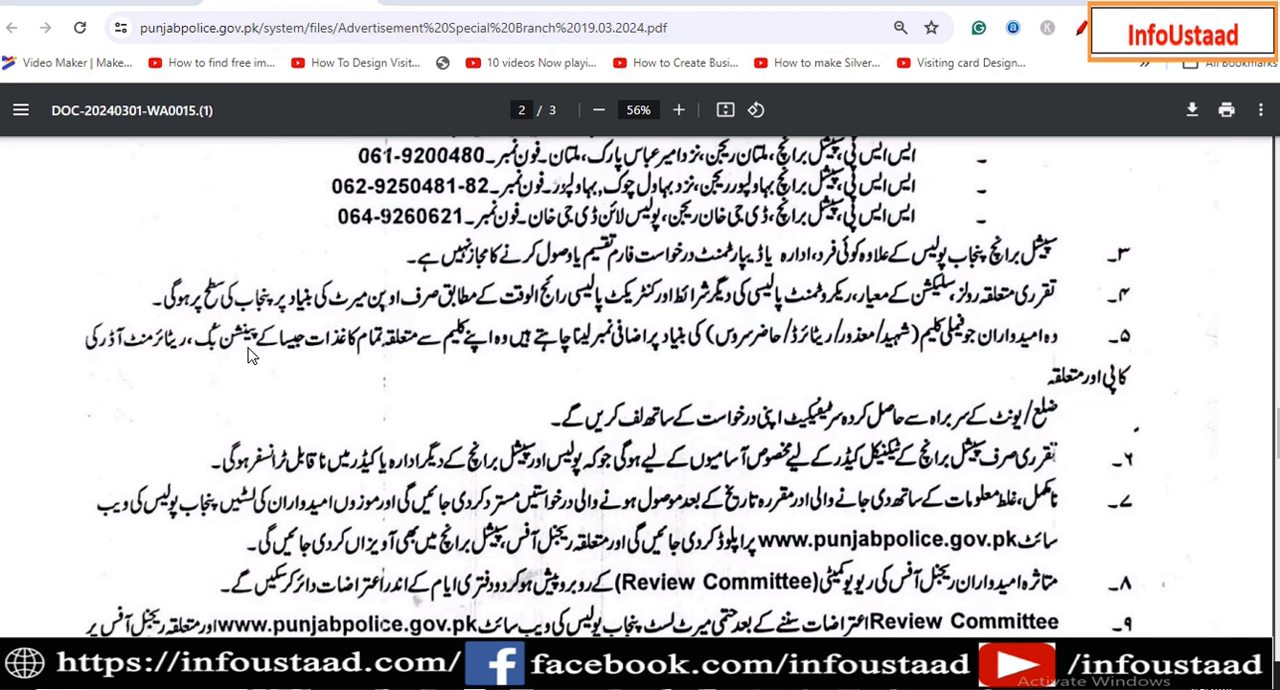 punjabpolice.gov.pk/system/files/Advertisement%20Special%20Branch%2019.03.2024.pdf
InfoUstaad
Video Maker | Make...
How to find free im...
How To Design Visit...
10 videos Now playi...
How to Create Busi...
How to make Silver...
Visiting card Design...
All Bookmarks
DOC-20240301-WA0015.(1)
2 / 3
56%
- ایس ایس پی، سپیشل برانچ، ملتان ریجن، نزد امیر عباس پارک، ملتان۔ فون نمبر۔ 061-9200480
- ایس ایس پی، سپیشل برانچ بہاولپور ریجن، نزد بہاول چوک، بہاولپور۔ فون نمبر۔ 062-9250481-82
- ایس ایس پی، سپیشل برانچ، ڈی جی خان ریجن، پولیس لائن ڈی جی خان۔ فون نمبر۔ 064-9260621
۳۔ سپیشل برانچ پنجاب پولیس کے علاوہ کوئی فرد، ادارہ یا ڈیپارٹمنٹ درخواست فارم تقسیم یا وصول کرنے کا مجاز نہیں ہے۔
۴۔ تقرری متعلقہ رولز، سلیکشن کے معیار، ریکروٹمنٹ پالیسی کی دیگر شرائط اور کنٹریکٹ پالیسی رائج الوقت کے مطابق صرف اوپن میرٹ کی بنیاد پر پنجاب کی سطح پر ہوگی۔
۵۔ وہ امیدواران جو فیملی کلیم (شہید/معذور/ریٹائرڈ/حاضر سروس) کی بنیاد پر اضافی نمبر لینا چاہتے ہیں وہ اپنے کلیم سے متعلقہ تمام کاغذات جیسا کے پینشن بک، ریٹائرمنٹ آڈر کی
کاپی اور متعلقہ
ضلع/یونٹ کے سربراہ سے حاصل کردہ سرٹیفکیٹ اپنی درخواست کے ساتھ لف کریں گے۔
۶۔ تقرری صرف سپیشل برانچ کے ٹیکنیکل کیڈر کے لیے مخصوص آسامیوں کے لیے ہوگی جو کہ پولیس اور سپیشل برانچ کے دیگر ادارہ یا کیڈر میں ناقابل ٹرانسفر ہوگی۔
۷۔ نامکمل، غلط معلومات کے ساتھ دی جانے والی اور مقررہ تاریخ کے بعد موصول ہونے والی درخواستیں مسترد کر دی جائیں گی اور موزوں امیدواران کی لسٹیں پنجاب پولیس کی ویب
سائٹ www.punjabpolice.gov.pk پر اپلوڈ کر دی جائیں گی اور متعلقہ ریجنل آفس، سپیشل برانچ میں بھی آویزاں کر دی جائیں گی۔
۸۔ متاثرہ امیدواران ریجنل آفس کی ریویو کمیٹی (Review Committee) کے روبرو پیش ہو کر دو دفتری ایام کے اندر اعتراضات دائر کر سکیں گے۔
۹۔ Review Committee اعتراضات سننے کے بعد حتمی میرٹ لسٹ پنجاب پولیس کی ویب سائٹ www.punjabpolice.gov.pk اور متعلقہ ریجنل آفس پر
https://infoustaad.com/
facebook.com/infoustaad
/infoustaad
Activate Windows